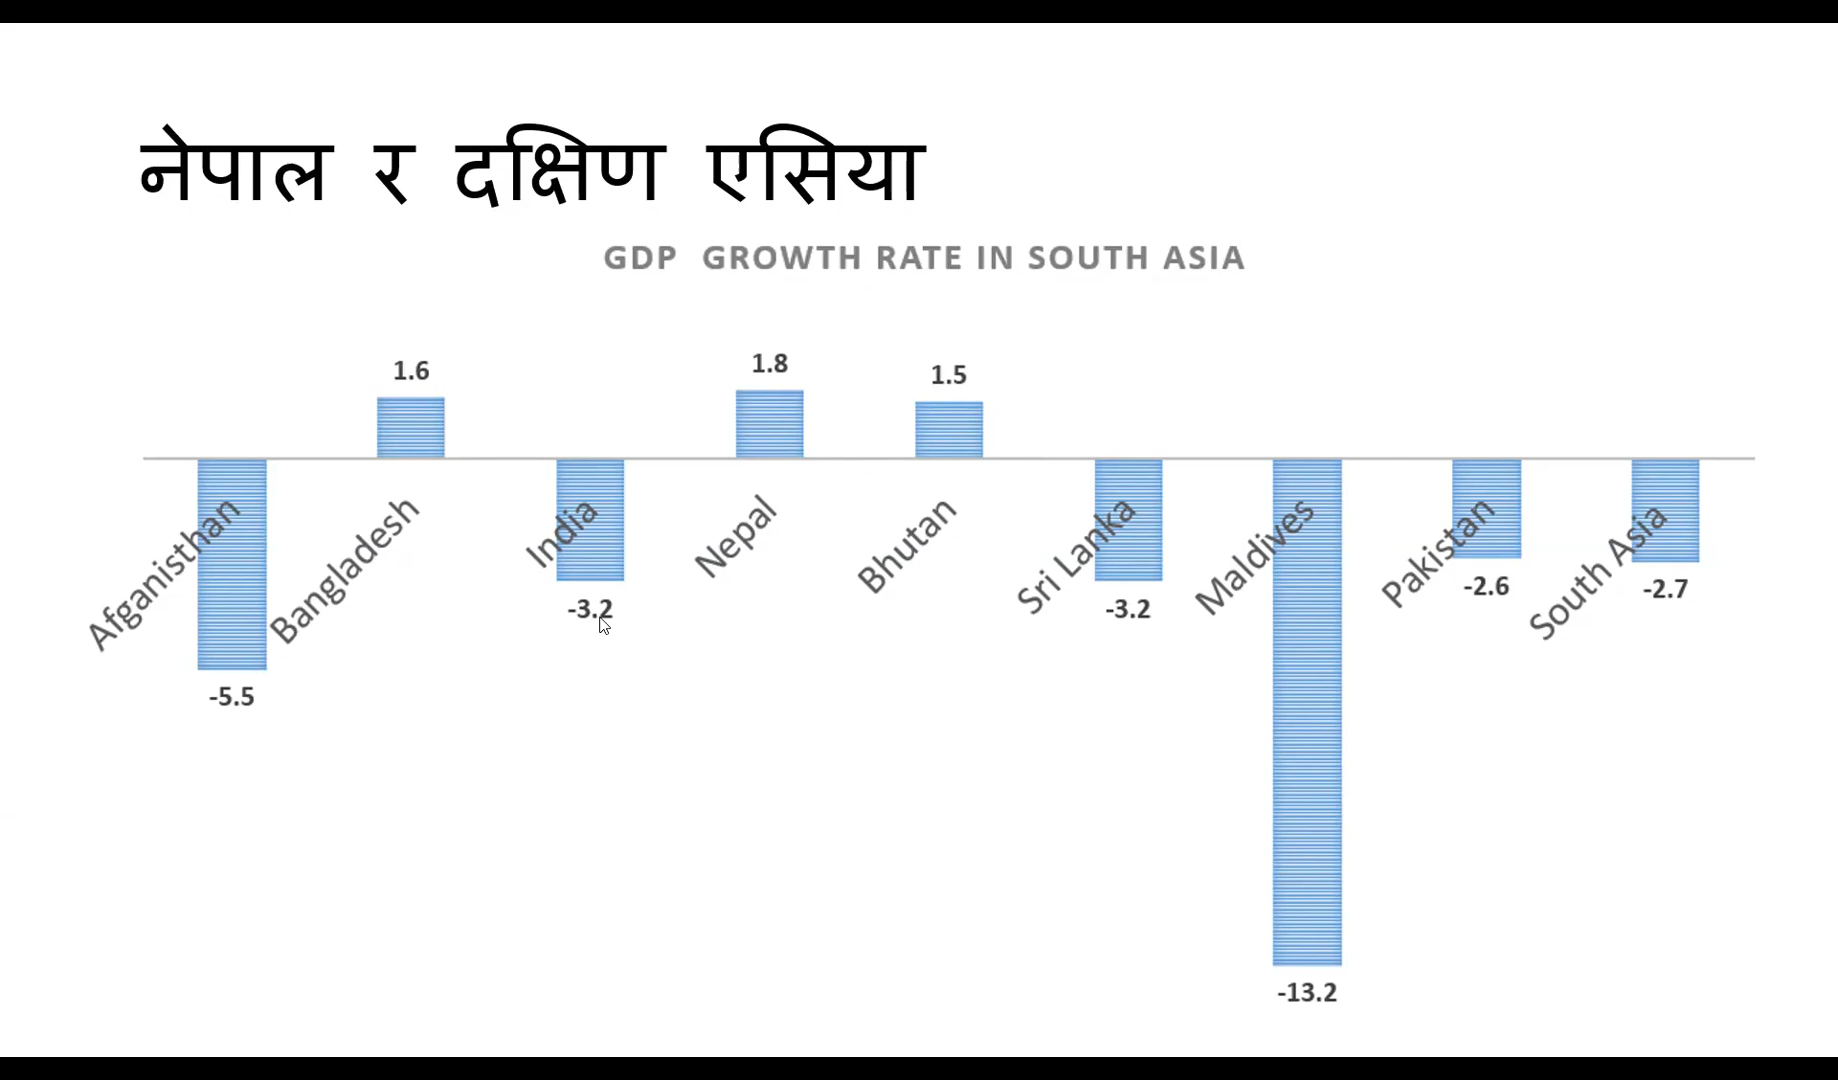 नेपाल र दक्षिण एसिया
GDP GROWTH RATE IN SOUTH ASIA
1.6
1.8
1.5
Afganisthan
Bangladesh
India
Nepal
Bhutan
Sri Lanka
Maldives
Pakistan
South Asia
-5.5
-3.2
-3.2
-13.2
-2.6
-2.7